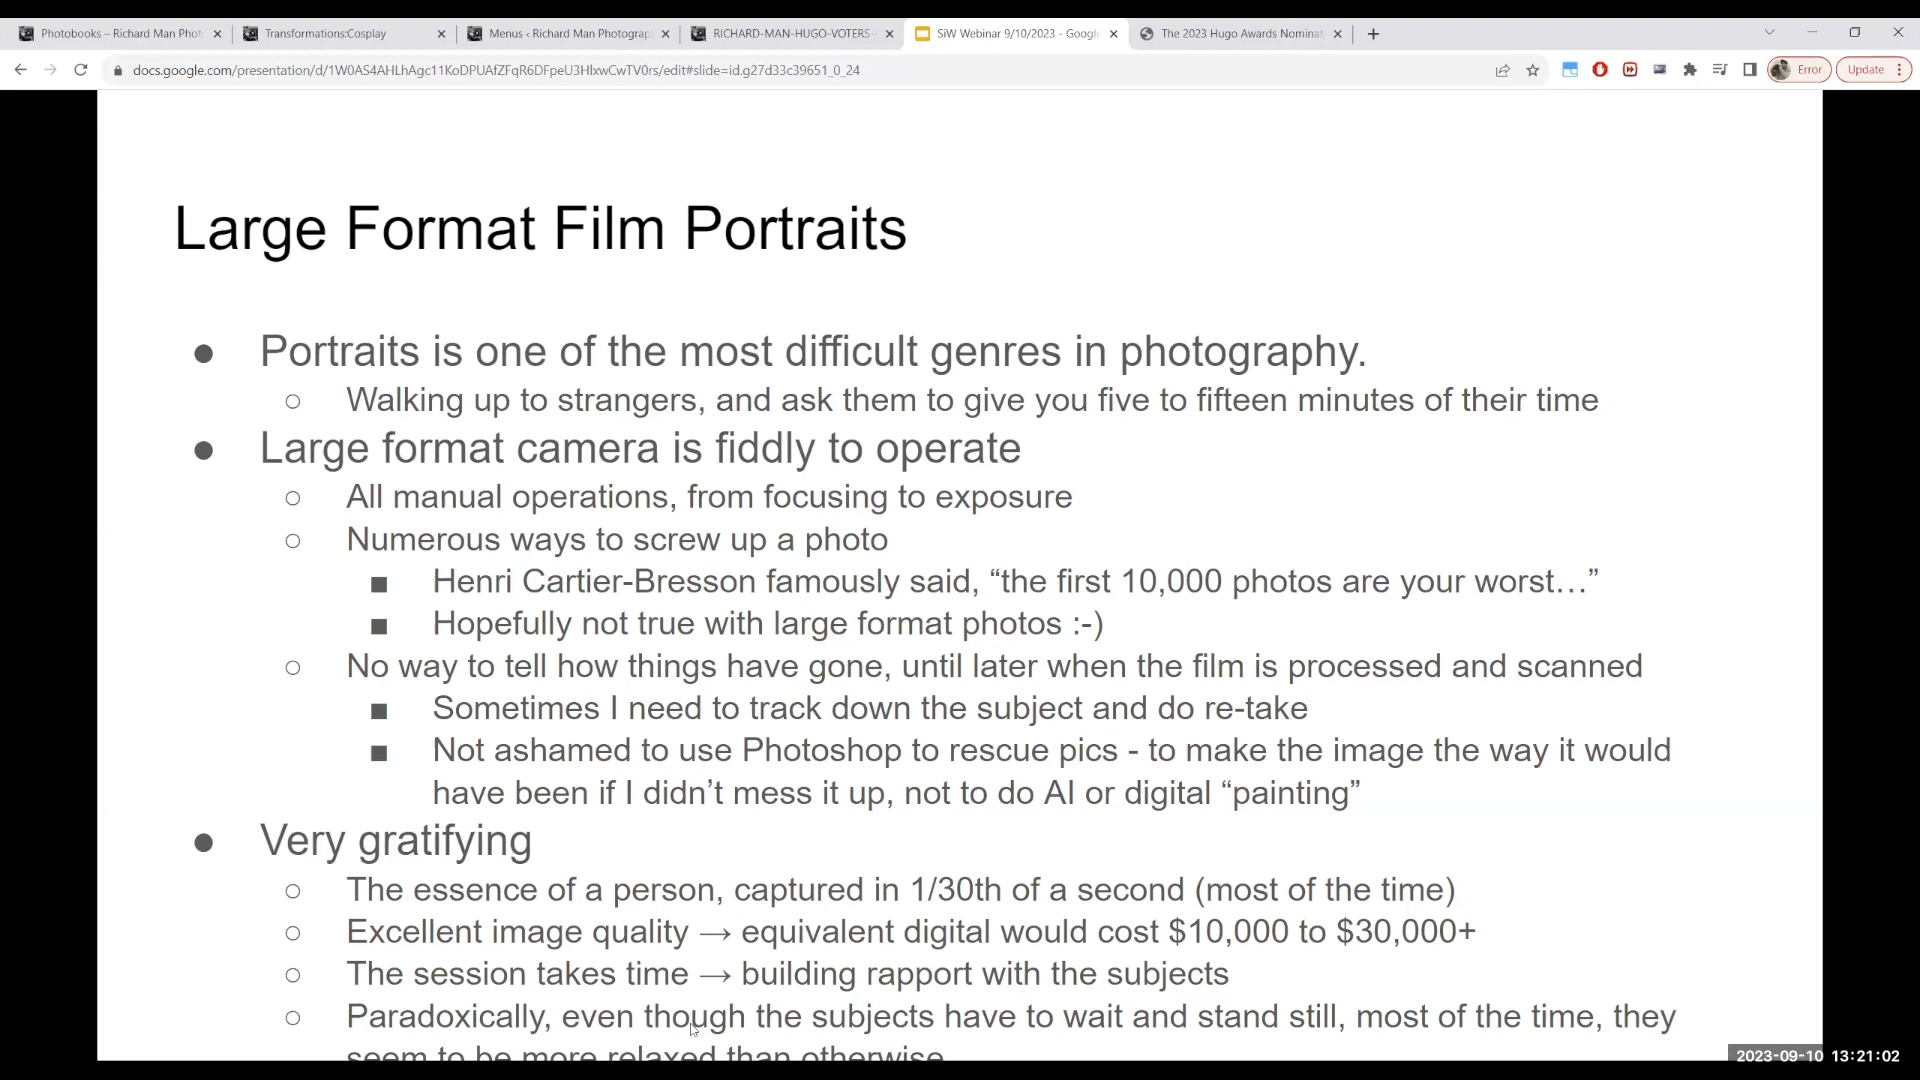 Photobooks – Richard Man Phot
Transformations:Cosplay
Menus ‹ Richard Man Photograp
RICHARD-MAN-HUGO-VOTERS-
SiW Webinar 9/10/2023 - Google
The 2023 Hugo Awards Nominat
docs.google.com/presentation/d/1W0AS4AHLhAgc11KoDPUAfZFqR6DFpeU3HlxwCwTV0rs/edit#slide=id.g27d33c39651_0_24
Error
Update
Large Format Film Portraits
● Portraits is one of the most difficult genres in photography.
○ Walking up to strangers, and ask them to give you five to fifteen minutes of their time
● Large format camera is fiddly to operate
○ All manual operations, from focusing to exposure
○ Numerous ways to screw up a photo
■ Henri Cartier-Bresson famously said, “the first 10,000 photos are your worst…”
■ Hopefully not true with large format photos :-)
○ No way to tell how things have gone, until later when the film is processed and scanned
■ Sometimes I need to track down the subject and do re-take
■ Not ashamed to use Photoshop to rescue pics - to make the image the way it would
have been if I didn’t mess it up, not to do AI or digital “painting”
● Very gratifying
○ The essence of a person, captured in 1/30th of a second (most of the time)
○ Excellent image quality → equivalent digital would cost $10,000 to $30,000+
○ The session takes time → building rapport with the subjects
○ Paradoxically, even though the subjects have to wait and stand still, most of the time, they
seem to be more relaxed than otherwise
2023-09-10 13:21:02